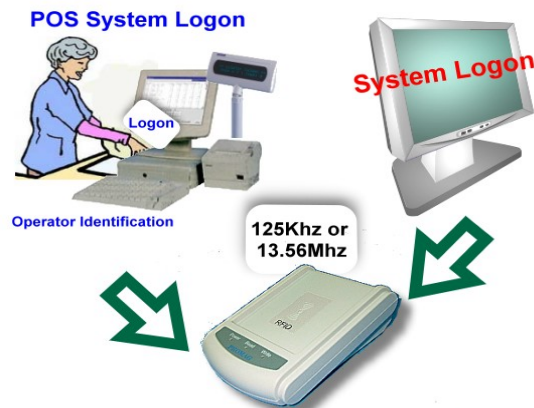 POS System Logon
System Logon
Logon
Operator Identification
125Khz or
13.56Mhz
RFID